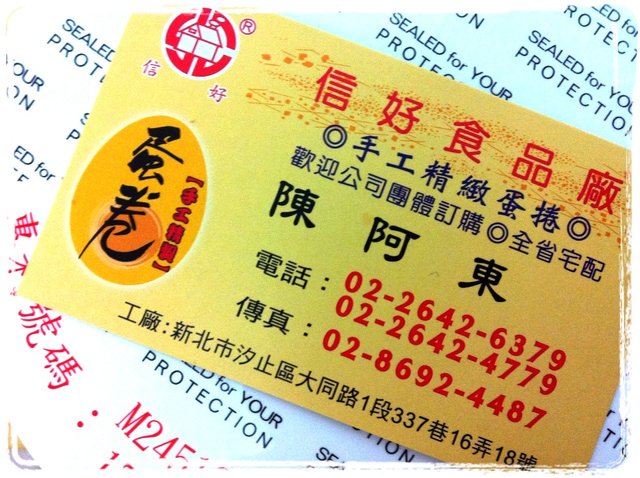 SEALED for YOUR
PROTECTION
SEALED for YOUR
PROTECTION
SEALED for YOUR
PROTECTION
®
信 好
信好食品廠
◎手工精緻蛋捲◎
歡迎公司團體訂購◎全省宅配
蛋卷
【手工精製】
陳阿東
電話：02-2642-6379
02-2642-4779
傳真：02-8692-4487
工廠：新北市汐止區大同路1段337巷16弄18號
號碼：
for YOUR
PROTECTION
SEALED for YOUR
PROTECTION